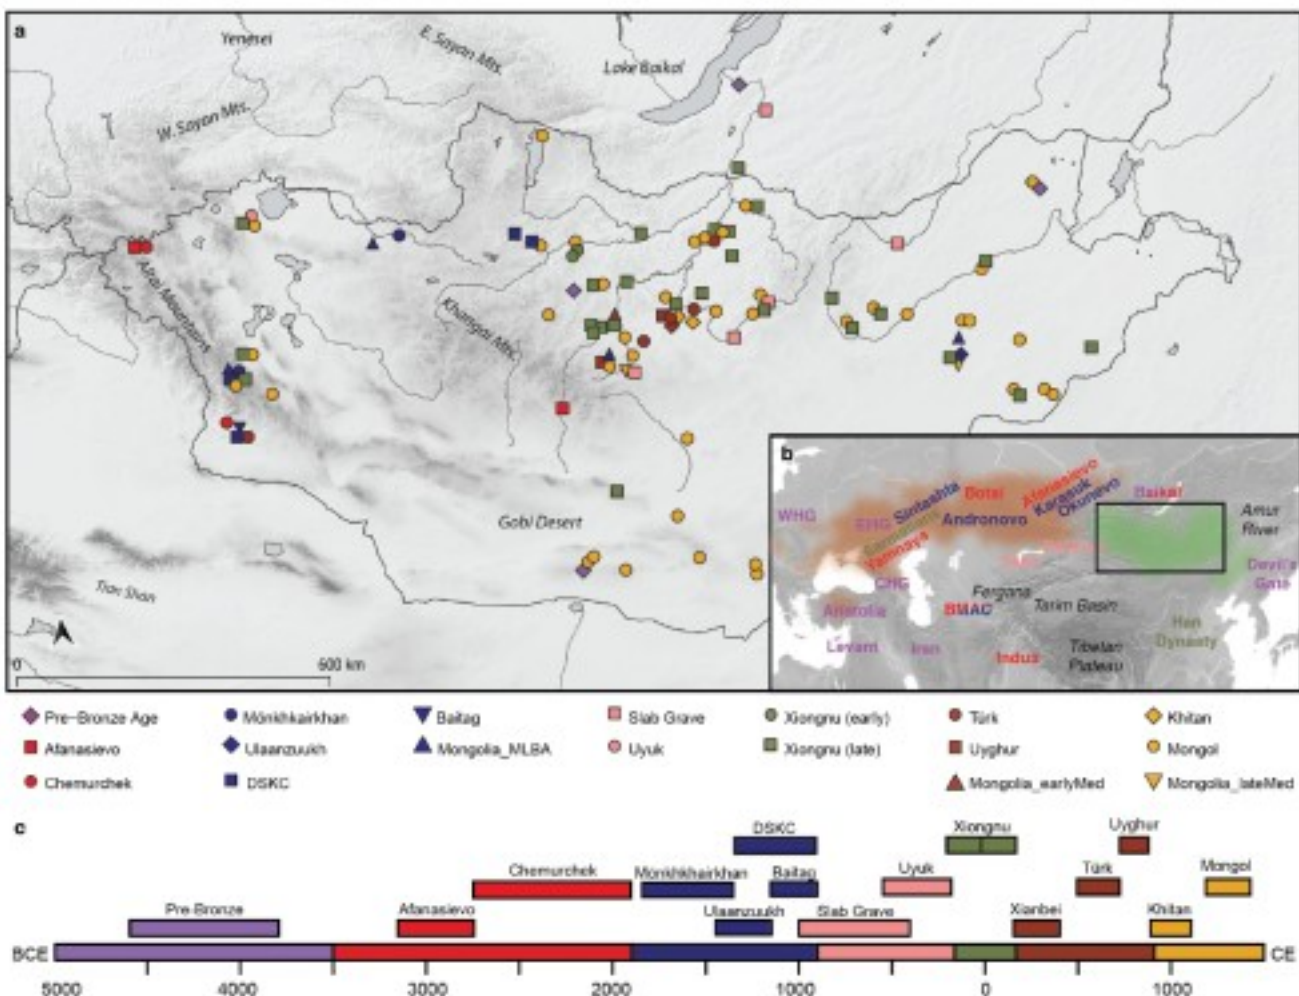 a
Yenesei
E. Sayan Mts.
Lake Baikal
W. Sayan Mts.
Altai Mountains
Khangai Mts.
Gobi Desert
Tian Shan
0 600 km
b
WHG
EHG
Sintashta
Sarmatians
Yamnaya
Botai
Andronovo
Afanasievo
Karasuk
Okunevo
Baikal
Amur
River
Devil's
Gate
CHG
Anatolia
Levant
Iran
BMAC
Fergana
Tarim Basin
Indus
Tibetan
Plateau
Han
Dynasty
Pre-Bronze Age Mönkhkairkhan Baitag Slab Grave Xiongnu (early) Türk Khitan
Afanasievo Ulaanzuukh Mongolia_MLBA Uyuk Xiongnu (late) Uyghur Mongol
Chemurchek DSKC Mongolia_earlyMed Mongolia_lateMed
c
DSKC Xiongnu Uyghur
Chemurchek Mönkhkhairkhan Baitag Uyuk Türk Mongol
Pre-Bronze Afanasievo Ulaanzuukh Slab Grave Xianbei Khitan
BCE CE
5000 4000 3000 2000 1000 0 1000